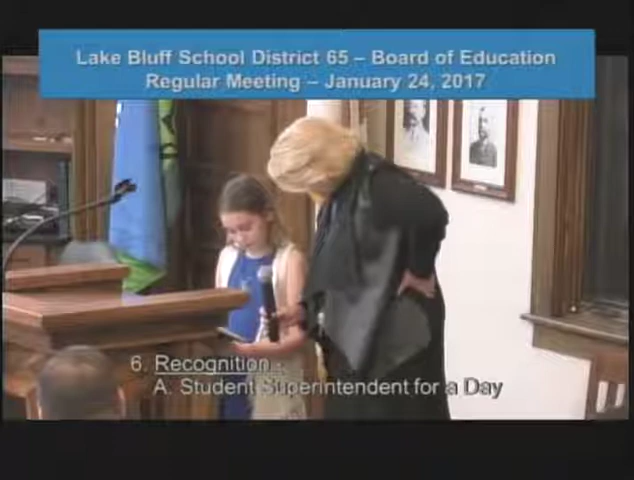 Lake Bluff School District 65 – Board of Education
Regular Meeting – January 24, 2017
6. Recognition
A. Student Superintendent for a Day